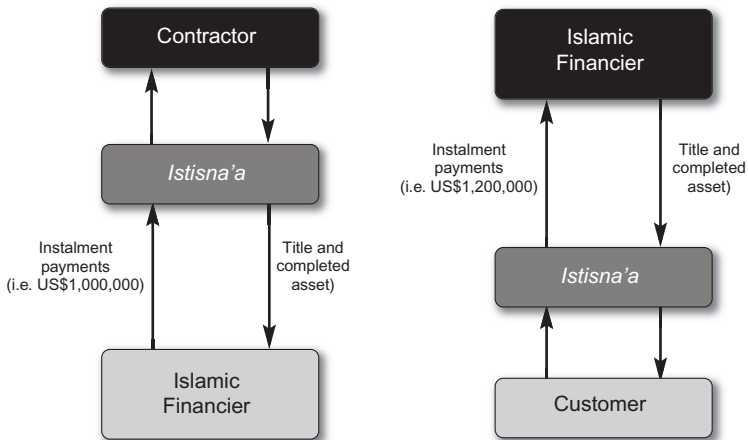 Contractor
Istisna'a
Instalment
payments
(i.e. US$1,000,000)
Title and
completed
asset)
Islamic
Financier
Islamic
Financier
Instalment
payments
(i.e. US$1,200,000)
Title and
completed
asset)
Istisna'a
Customer